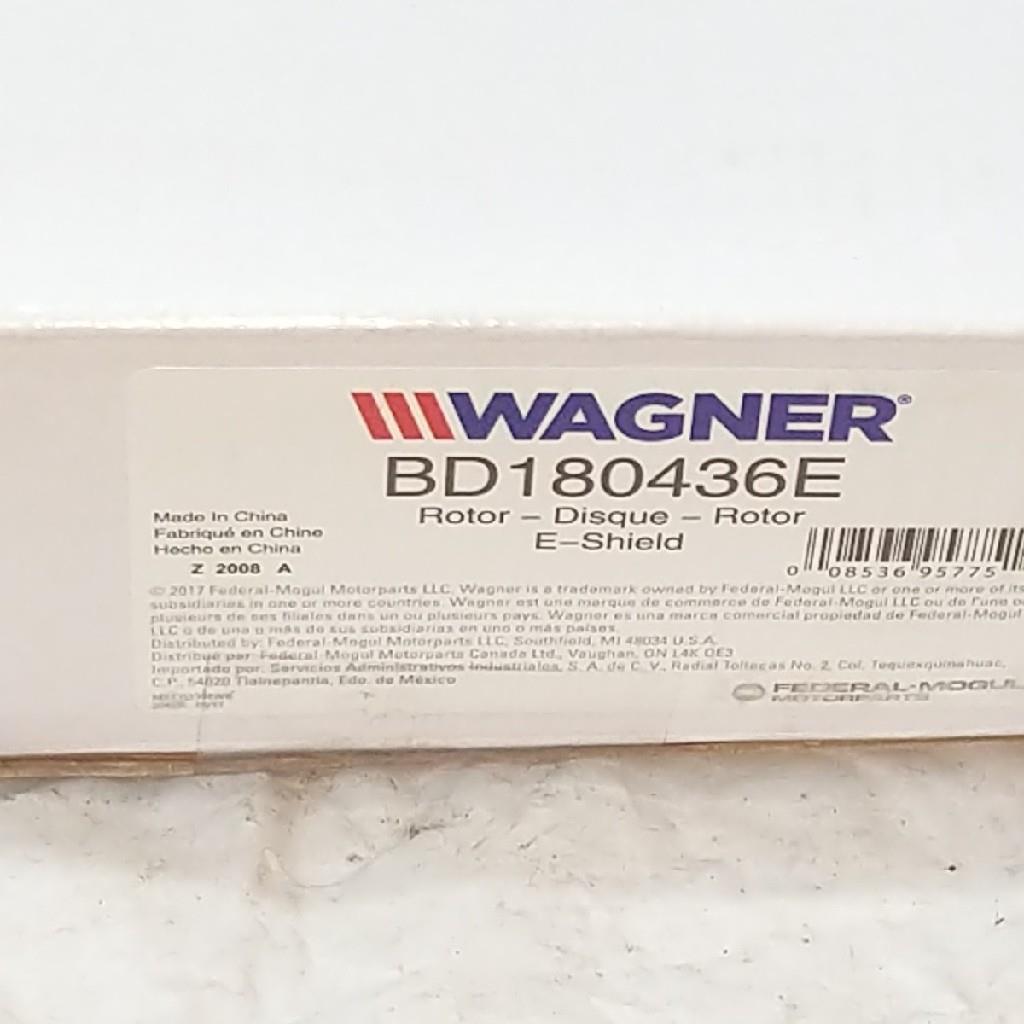 WAGNER®
BD180436E
Rotor – Disque – Rotor
E–Shield
Made In China
Fabriqué en Chine
Hecho en China
Z 2008 A
0 08536 95775
© 2017 Federal-Mogul Motorparts LLC. Wagner is a trademark owned by Federal-Mogul LLC or one or more of its
subsidiaries in one or more countries. Wagner est une marque de commerce de Federal-Mogul LLC ou de l'une ou
plusieurs de ses filiales dans un ou plusieurs pays. Wagner es una marca comercial propiedad de Federal-Mogul
LLC o de una o más de sus subsidiarias en uno o más países.
Distributed by: Federal-Mogul Motorparts LLC, Southfield, MI 48034 U.S.A.
Distribué par: Federal-Mogul Motorparts Canada Ltd., Vaughan, ON L4K 0E3
Importado por: Servicios Administrativos Industriales, S. A. de C. V., Radial Toltecas No. 2, Col. Tequexquinahuac,
C.P. 54020 Tlalnepantla, Edo. de México
FEDERAL-MOGUL
MOTORPARTS